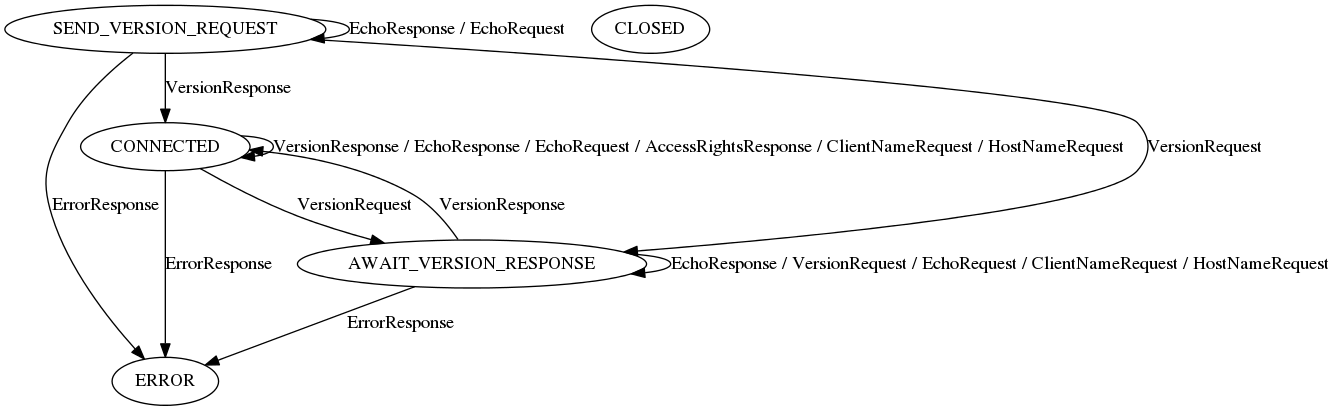 SEND_VERSION_REQUEST
EchoResponse / EchoRequest
CLOSED
VersionResponse
CONNECTED
VersionResponse / EchoResponse / EchoRequest / AccessRightsResponse / ClientNameRequest / HostNameRequest
VersionRequest
ErrorResponse
VersionRequest
VersionResponse
ErrorResponse
AWAIT_VERSION_RESPONSE
EchoResponse / VersionRequest / EchoRequest / ClientNameRequest / HostNameRequest
ErrorResponse
ERROR